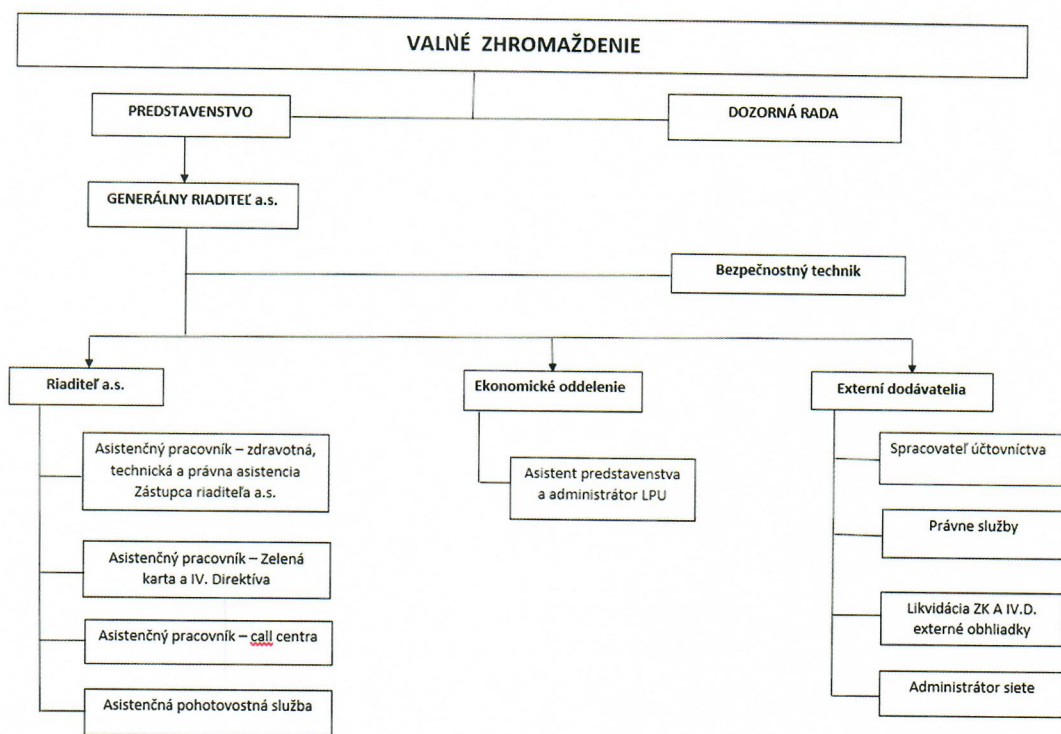 VALNÉ ZHROMAŽDENIE
PREDSTAVENSTVO
DOZORNÁ RADA
GENERÁLNY RIADITEĽ a.s.
Bezpečnostný technik
Riaditeľ a.s.
Asistenčný pracovník – zdravotná,
technická a právna asistencia
Zástupca riaditeľa a.s.
Asistenčný pracovník – Zelená
karta a IV. Direktíva
Asistenčný pracovník – call centra
Asistenčná pohotovostná služba
Ekonomické oddelenie
Asistent predstavenstva
a administrátor LPU
Externí dodávatelia
Spracovateľ účtovníctva
Právne služby
Likvidácia ZK A IV.D.
externé obhliadky
Administrátor siete